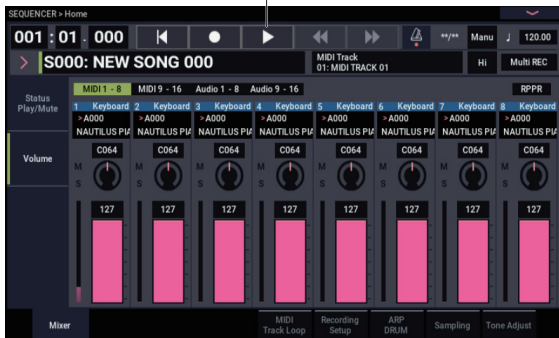 SEQUENCER > Home
001 : 01 . 000 **/** Manu ♩ 120.00
> S000: NEW SONG 000 MIDI Track 01: MIDI TRACK 01 Hi Multi REC
MIDI 1 - 8 MIDI 9 - 16 Audio 1 - 8 Audio 9 - 16 RPPR
Status Play/Mute
1 Keyboard 2 Keyboard 3 Keyboard 4 Keyboard 5 Keyboard 6 Keyboard 7 Keyboard 8 Keyboard
>A000 >A000 >A000 >A000 >A000 >A000 >A000 >A000
NAUTILUS PIA NAUTILUS PIA NAUTILUS PIA NAUTILUS PIA NAUTILUS PIA NAUTILUS PIA NAUTILUS PIA NAUTILUS PIA
Volume
C064 C064 C064 C064 C064 C064 C064 C064
M M M M M M M M
S S S S S S S S
127 127 127 127 127 127 127 127
Mixer MIDI Track Loop Recording Setup ARP DRUM Sampling Tone Adjust